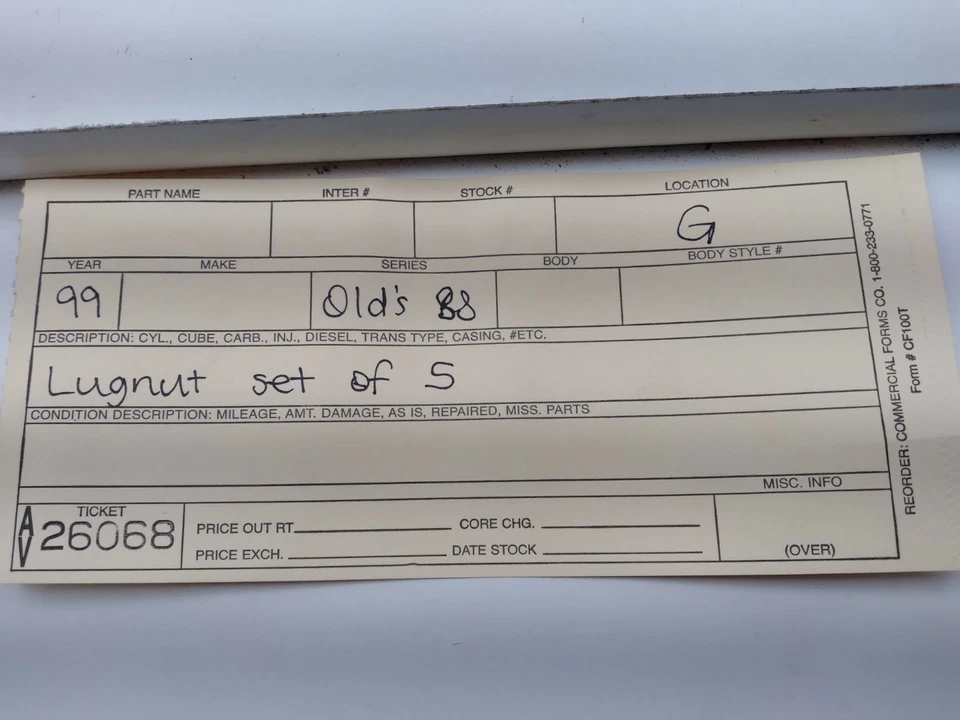 PART NAME INTER # STOCK # LOCATION
G
YEAR MAKE SERIES BODY BODY STYLE #
99 Old's 88
DESCRIPTION: CYL., CUBE, CARB., INJ., DIESEL, TRANS TYPE, CASING, #ETC.
Lugnut set of 5
CONDITION DESCRIPTION: MILEAGE, AMT. DAMAGE, AS IS, REPAIRED, MISS. PARTS
MISC. INFO
TICKET
AV 26068
PRICE OUT RT. CORE CHG.
PRICE EXCH. DATE STOCK (OVER)
REORDER: COMMERCIAL FORMS CO. 1-800-233-0771
Form # CF100T